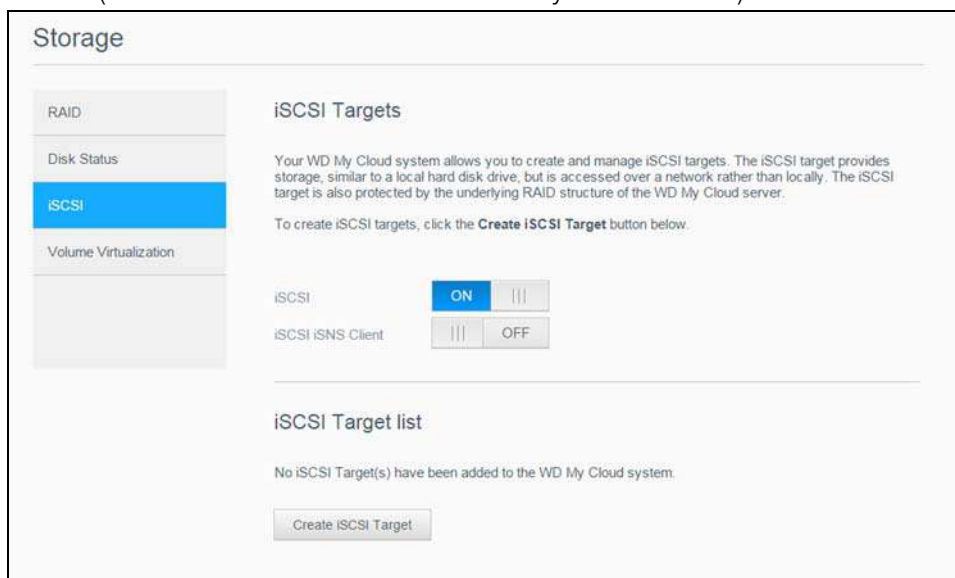 Storage
RAID
Disk Status
iSCSI
Volume Virtualization
iSCSI Targets
Your WD My Cloud system allows you to create and manage iSCSI targets. The iSCSI target provides
storage, similar to a local hard disk drive, but is accessed over a network rather than locally. The iSCSI
target is also protected by the underlying RAID structure of the WD My Cloud server.
To create iSCSI targets, click the Create iSCSI Target button below.
iSCSI ON
iSCSI iSNS Client OFF
iSCSI Target list
No iSCSI Target(s) have been added to the WD My Cloud system.
Create iSCSI Target